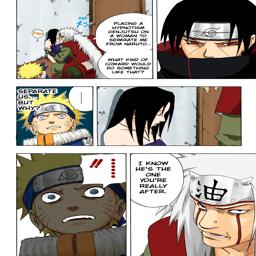 PLACING A
HYPNOTISM
GENJUTSU ON
A WOMAN TO
SEPARATE ME
FROM NARUTO...
WHAT KIND OF
COWARD WOULD
DO SOMETHING
LIKE THAT?
SEPARATE
US...
BUT
WHY?
!!
I KNOW
HE'S THE
ONE
YOU'RE
REALLY
AFTER.
油